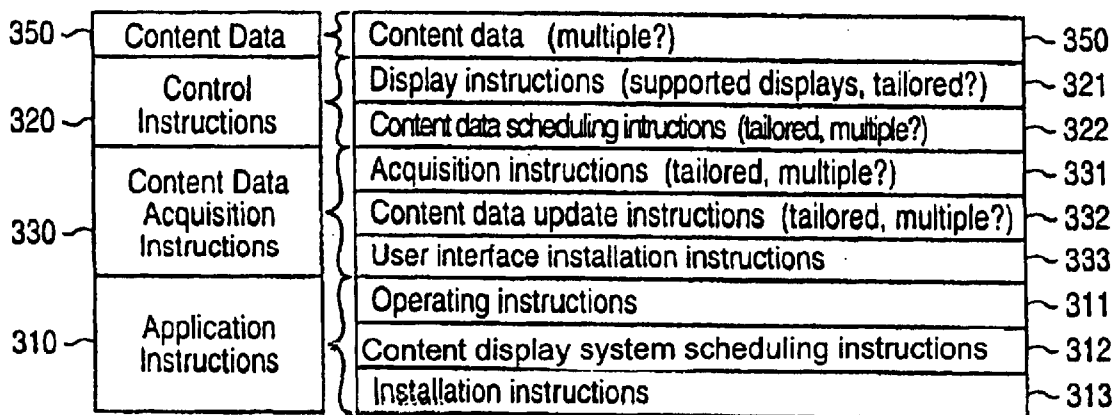 350 Content Data Content data (multiple?) 350
320 Control Instructions Display instructions (supported displays, tailored?) 321
Content data scheduling intructions (tailored, multiple?) 322
330 Content Data Acquisition Instructions Acquisition instructions (tailored, multiple?) 331
Content data update instructions (tailored, multiple?) 332
User interface installation instructions 333
310 Application Instructions Operating instructions 311
Content display system scheduling instructions 312
Installation instructions 313